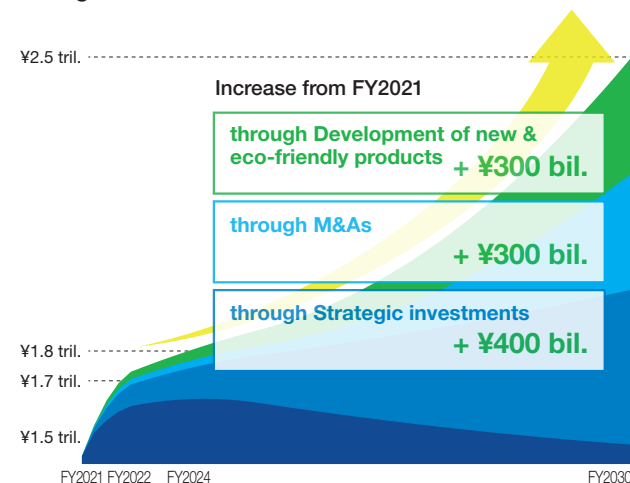 ¥2.5 tril.
Increase from FY2021
through Development of new &
eco-friendly products
+ ¥300 bil.
through M&As
+ ¥300 bil.
through Strategic investments
+ ¥400 bil.
¥1.8 tril.
¥1.7 tril.
¥1.5 tril.
FY2021 FY2022 FY2024 FY2030